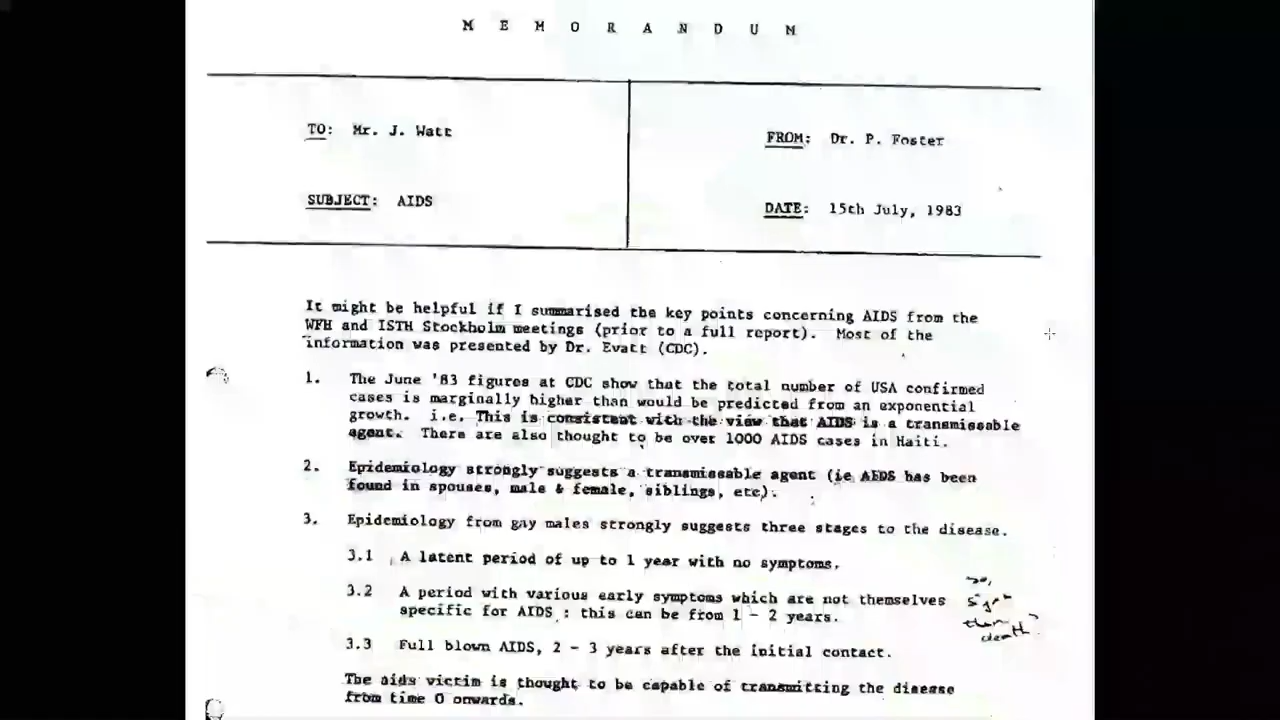 M E M O R A N D U M
TO: Mr. J. Watt
FROM: Dr. P. Foster
SUBJECT: AIDS
DATE: 15th July, 1983
It might be helpful if I summarised the key points concerning AIDS from the
WFH and ISTH Stockholm meetings (prior to a full report). Most of the
information was presented by Dr. Evatt (CDC).
1. The June '83 figures at CDC show that the total number of USA confirmed
cases is marginally higher than would be predicted from an exponential
growth. i.e. This is consistent with the view that AIDS is a transmissable
agent. There are also thought to be over 1000 AIDS cases in Haiti.
2. Epidemiology strongly suggests a transmissable agent (ie AIDS has been
found in spouses, male & female, siblings, etc).
3. Epidemiology from gay males strongly suggests three stages to the disease.
3.1 A latent period of up to 1 year with no symptoms.
3.2 A period with various early symptoms which are not themselves
specific for AIDS : this can be from 1 - 2 years.
death
3.3 Full blown AIDS, 2 - 3 years after the initial contact.
The aids victim is thought to be capable of transmitting the disease
from time 0 onwards.